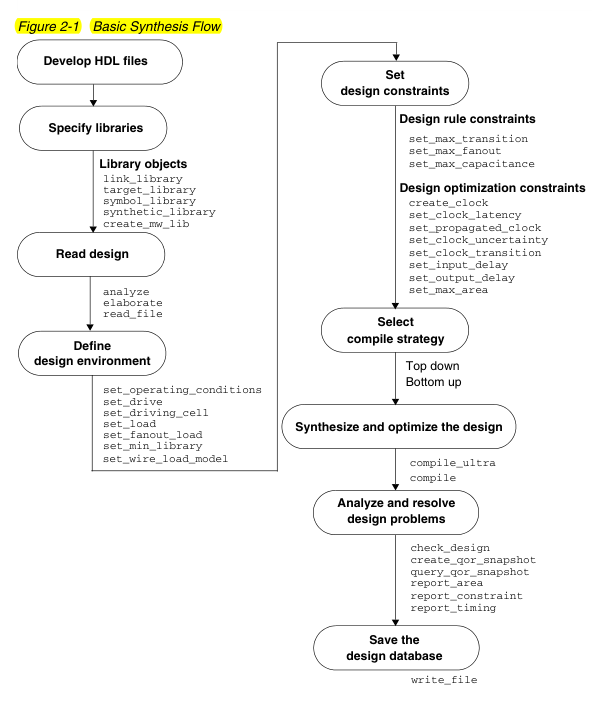 Figure 2-1 Basic Synthesis Flow
Develop HDL files
Specify libraries
Library objects
link_library
target_library
symbol_library
synthetic_library
create_mw_lib
Read design
analyze
elaborate
read_file
Define
design environment
set_operating_conditions
set_drive
set_driving_cell
set_load
set_fanout_load
set_min_library
set_wire_load_model
Set
design constraints
Design rule constraints
set_max_transition
set_max_fanout
set_max_capacitance
Design optimization constraints
create_clock
set_clock_latency
set_propagated_clock
set_clock_uncertainty
set_clock_transition
set_input_delay
set_output_delay
set_max_area
Select
compile strategy
Top down
Bottom up
Synthesize and optimize the design
compile_ultra
compile
Analyze and resolve
design problems
check_design
create_qor_snapshot
query_qor_snapshot
report_area
report_constraint
report_timing
Save the
design database
write_file